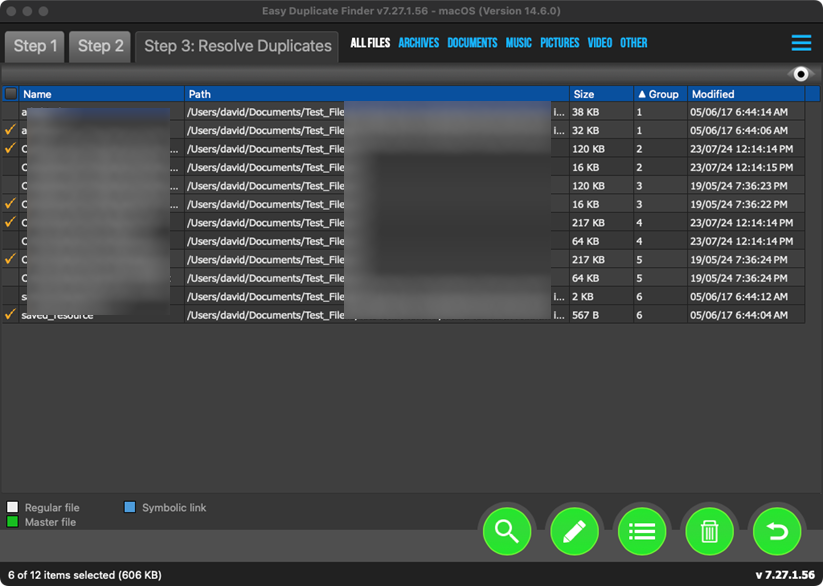 Easy Duplicate Finder v7.27.1.56 - macOS (Version 14.6.0)
Step 1 Step 2 Step 3: Resolve Duplicates ALL FILES ARCHIVES DOCUMENTS MUSIC PICTURES VIDEO OTHER
Name Path Size ▲ Group Modified
/Users/david/Documents/Test_File i... 38 KB 1 05/06/17 6:44:14 AM
/Users/david/Documents/Test_File i... 32 KB 1 05/06/17 6:44:06 AM
... /Users/david/Documents/Test_File 120 KB 2 23/07/24 12:14:14 PM
... /Users/david/Documents/Test_File 16 KB 2 23/07/24 12:14:15 PM
... /Users/david/Documents/Test_File 120 KB 3 19/05/24 7:36:23 PM
... /Users/david/Documents/Test_File 16 KB 3 19/05/24 7:36:22 PM
/Users/david/Documents/Test_File 217 KB 4 23/07/24 12:14:14 PM
/Users/david/Documents/Test_File 64 KB 4 23/07/24 12:14:14 PM
/Users/david/Documents/Test_File 217 KB 5 19/05/24 7:36:24 PM
/Users/david/Documents/Test_File 64 KB 5 19/05/24 7:36:24 PM
/Users/david/Documents/Test_File i... 2 KB 6 05/06/17 6:44:12 AM
saved_resource /Users/david/Documents/Test_File i... 567 B 6 05/06/17 6:44:04 AM
Regular file Symbolic link
Master file
6 of 12 items selected (606 KB) v 7.27.1.56